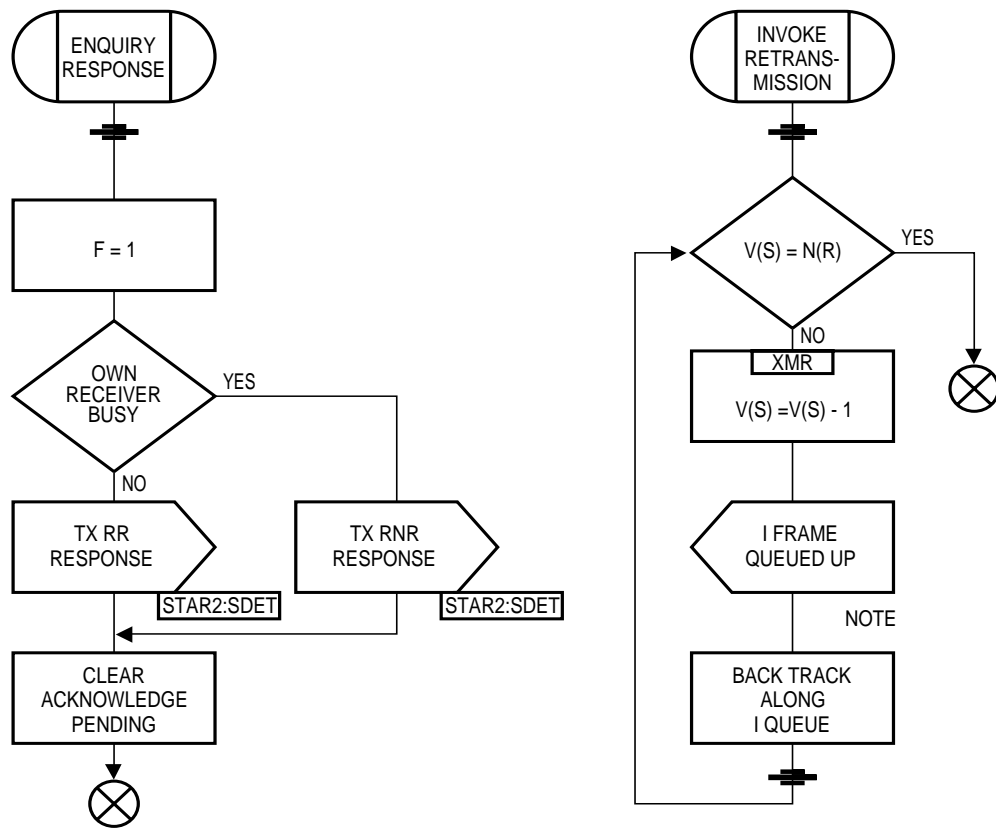 ENQUIRY
RESPONSE
F = 1
OWN
RECEIVER
BUSY
YES
NO
TX RR
RESPONSE
STAR2:SDET
TX RNR
RESPONSE
STAR2:SDET
CLEAR
ACKNOWLEDGE
PENDING
INVOKE
RETRANS-
MISSION
V(S) = N(R)
YES
NO
XMR
V(S) =V(S) - 1
I FRAME
QUEUED UP
NOTE
BACK TRACK
ALONG
I QUEUE